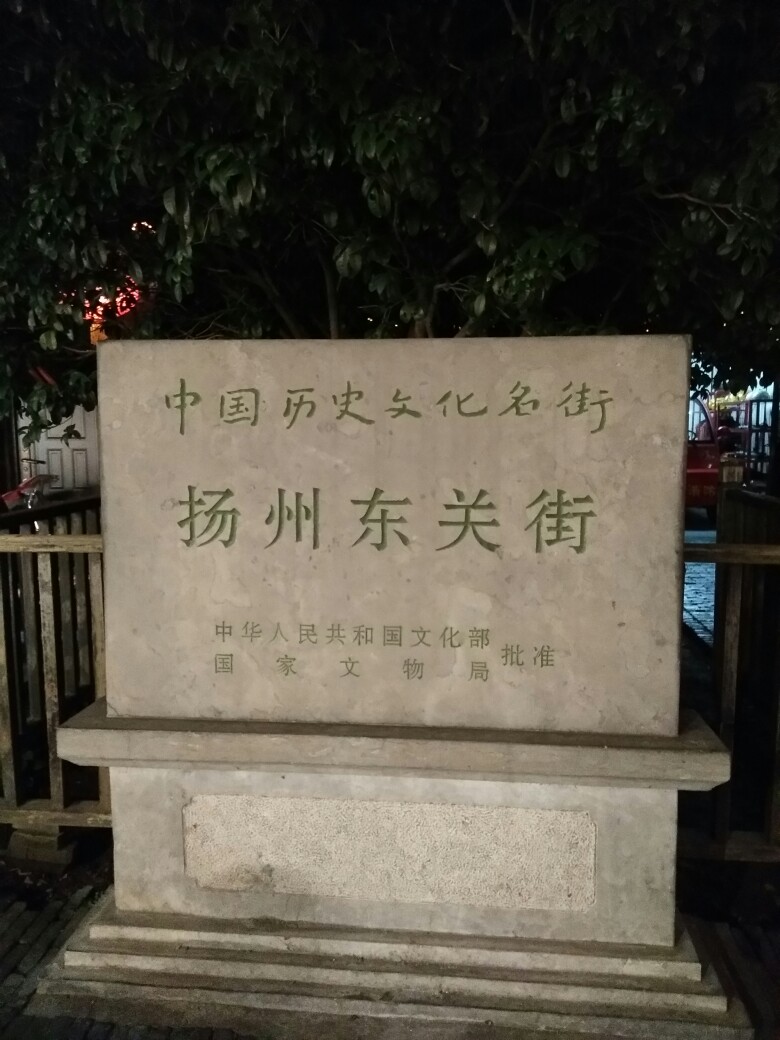 中国历史文化名街
扬州东关街
中华人民共和国文化部
国家文物局
批准